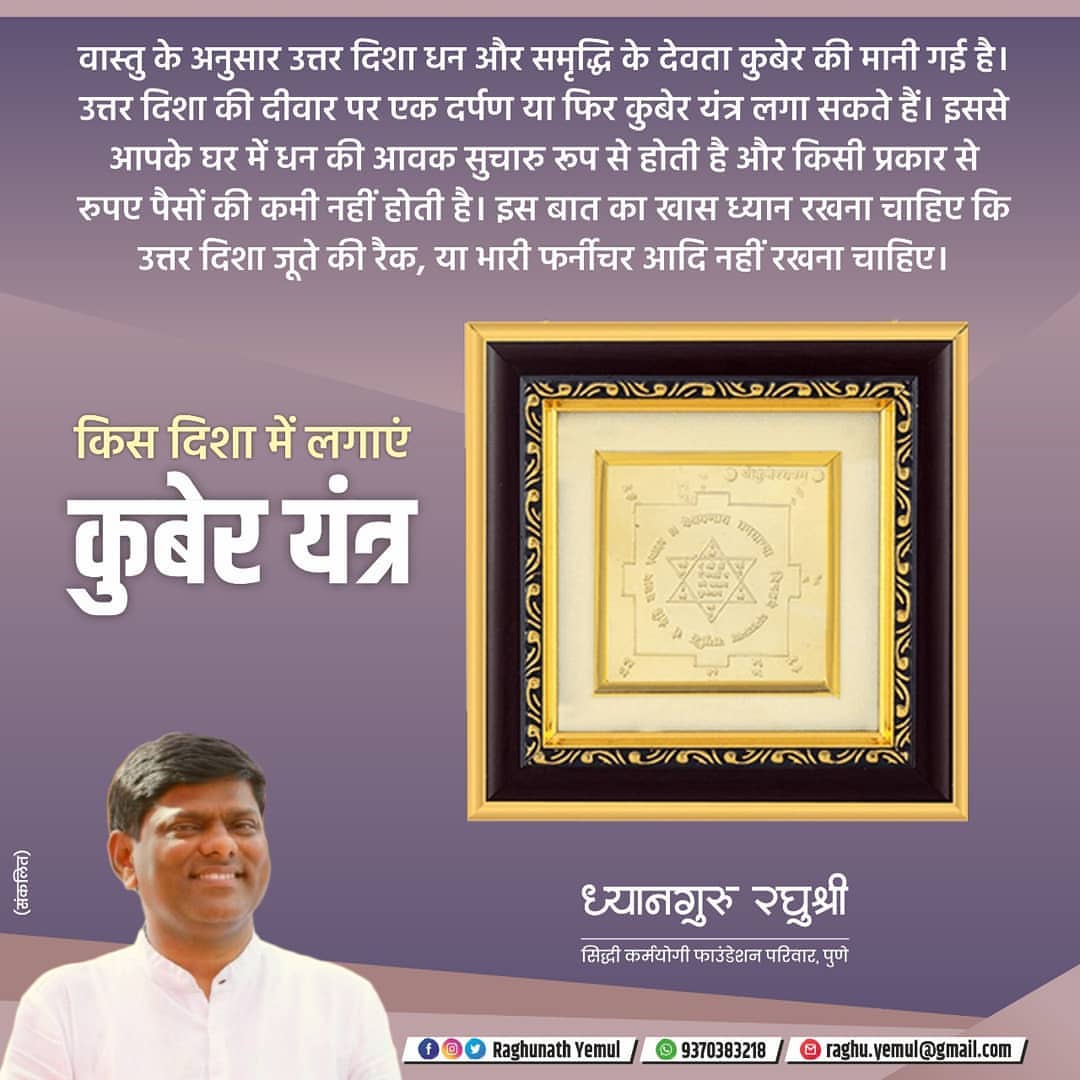 वास्तु के अनुसार उत्तर दिशा धन और समृद्धि के देवता कुबेर की मानी गई है।
उत्तर दिशा की दीवार पर एक दर्पण या फिर कुबेर यंत्र लगा सकते हैं। इससे
आपके घर में धन की आवक सुचारु रूप से होती है और किसी प्रकार से
रुपए पैसों की कमी नहीं होती है। इस बात का खास ध्यान रखना चाहिए कि
उत्तर दिशा जूते की रैक, या भारी फर्नीचर आदि नहीं रखना चाहिए।
किस दिशा में लगाएं
कुबेर यंत्र
(संकलित)
ध्यानगुरु रघुश्री
सिद्धी कर्मयोगी फाउंडेशन परिवार, पुणे
Raghunath Yemul
9370383218
raghu.yemul@gmail.com